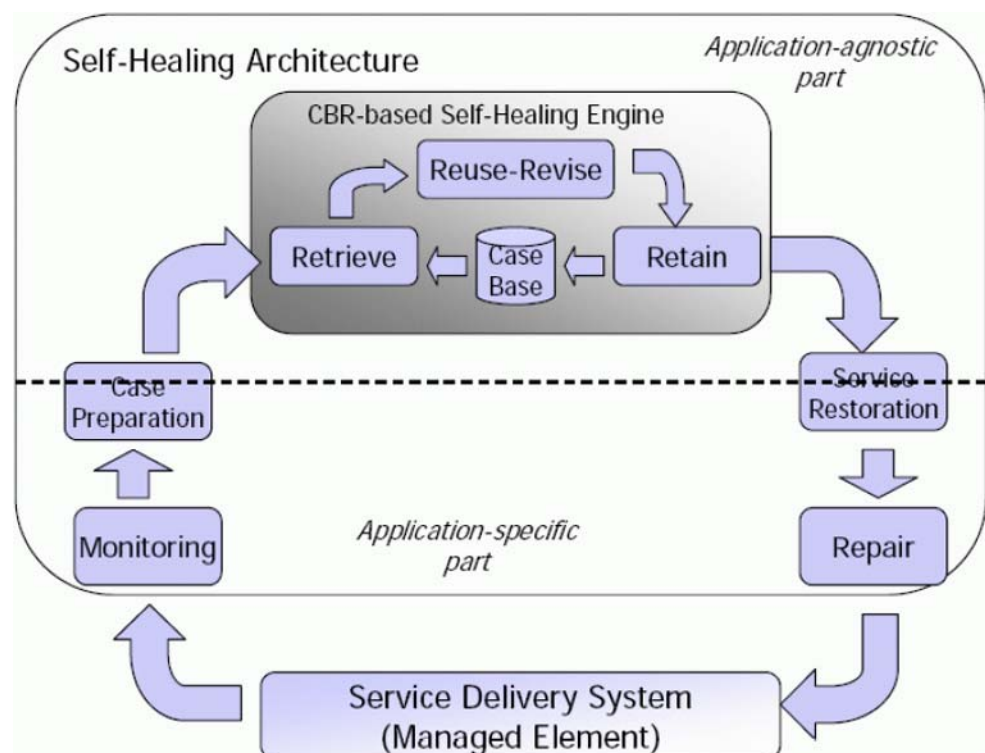 Self-Healing Architecture
Application-agnostic
part
CBR-based Self-Healing Engine
Reuse-Revise
Retrieve
Case
Base
Retain
Case
Preparation
Service
Restoration
Monitoring
Application-specific
part
Repair
Service Delivery System
(Managed Element)